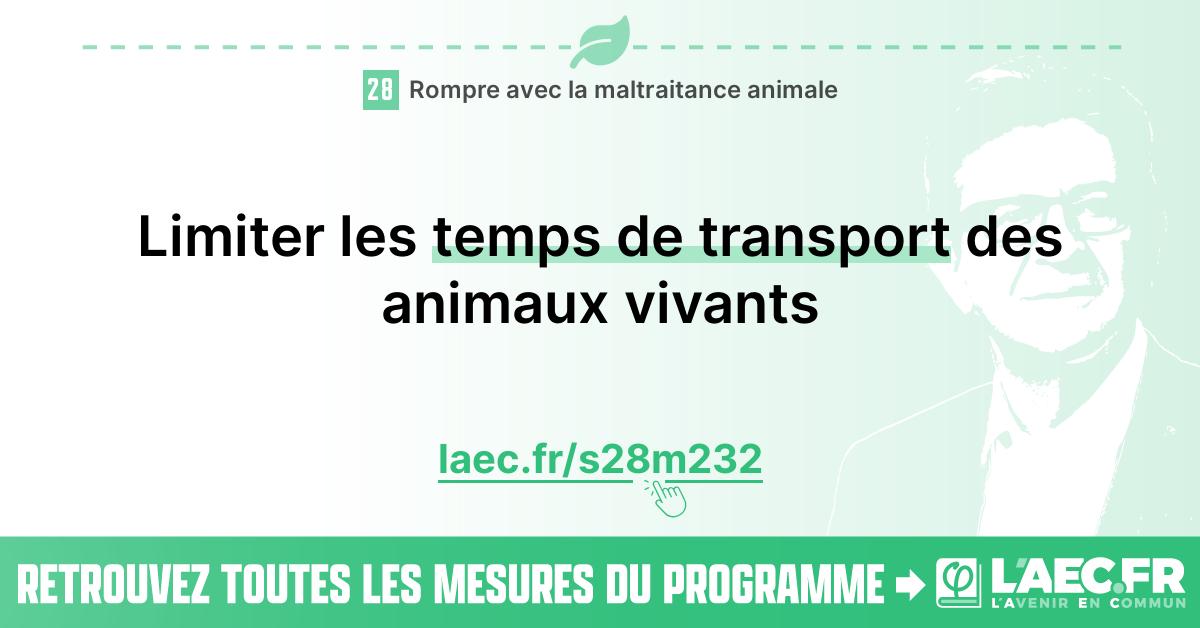 28 Rompre avec la maltraitance animale
Limiter les temps de transport des
animaux vivants
laec.fr/s28m232
RETROUVEZ TOUTES LES MESURES DU PROGRAMME
L'AEC.FR
L'AVENIR EN COMMUN